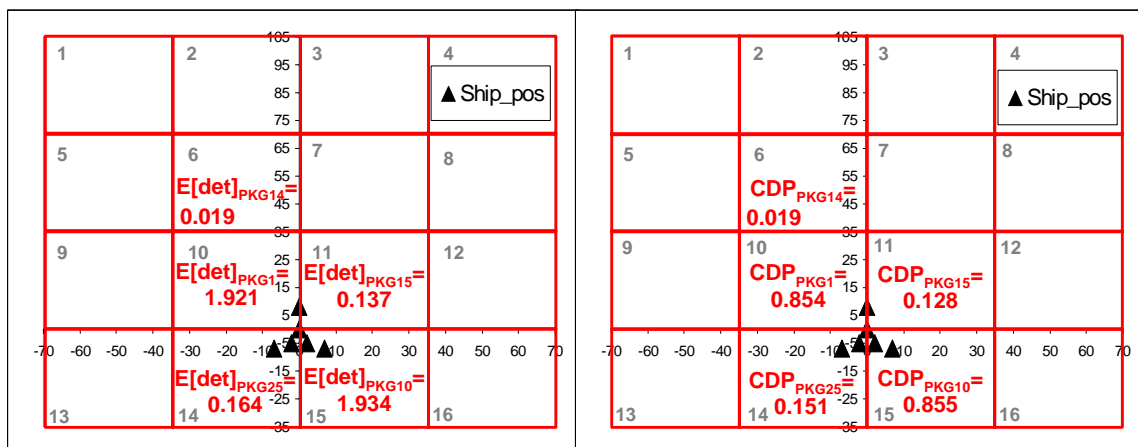 105
1 2 3 4
95
85 ▲ Ship_pos
75
5 6 7 8
65
E[det]PKG14=
55
45
0.019
35
9 10 11 12
25
E[det]PKG1= E[det]PKG15=
15
1.921 0.137
5
-70 -60 -50 -40 -30 -20 -10 0 10 20 30 40 50 60 70
-5
-15
E[det]PKG25= E[det]PKG10=
0.164 1.934
-25
13 14 15 16
35
105
1 2 3 4
95
85 ▲ Ship_pos
75
5 6 7 8
65
CDPPKG14=
55
45
0.019
35
9 10 11 12
25
CDPPKG1= CDPPKG15=
15
0.854 0.128
5
-70 -60 -50 -40 -30 -20 -10 0 10 20 30 40 50 60 70
-5
-15
CDPPKG25= CDPPKG10=
0.151 0.855
-25
13 14 15 16
35